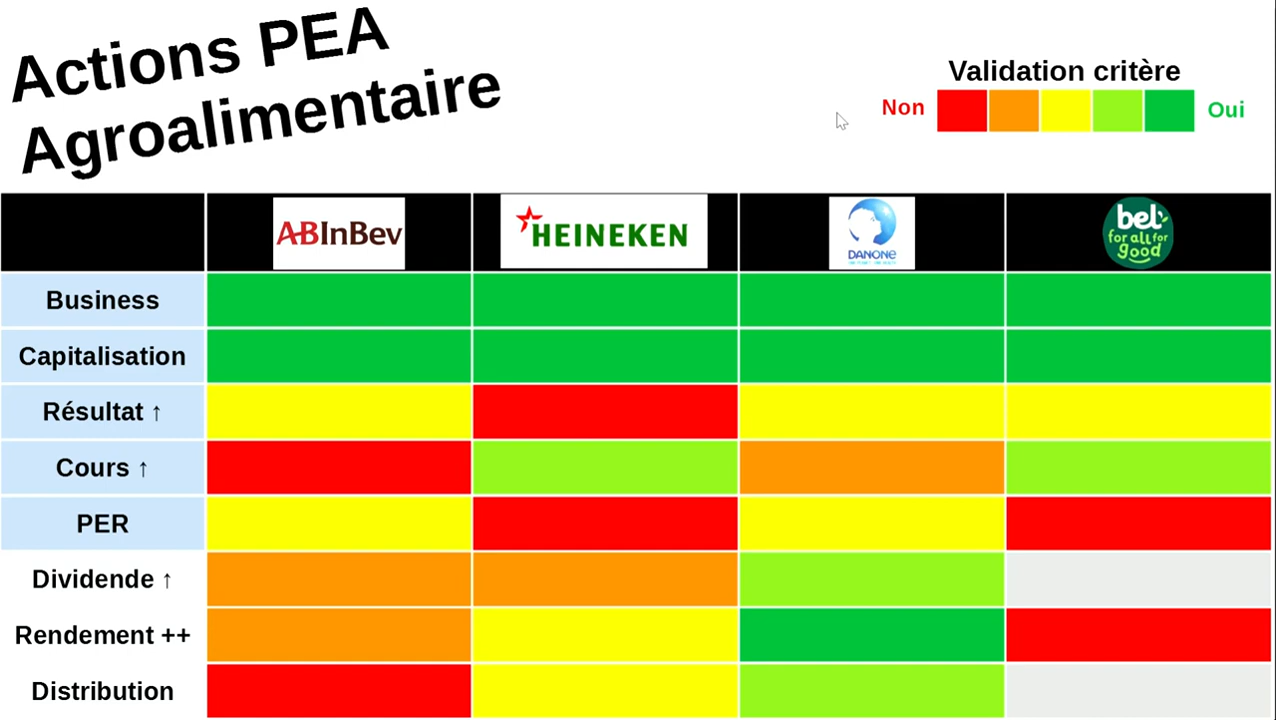 Actions PEA
Agroalimentaire
Validation critère
Non
Oui
ABInBev
HEINEKEN
DANONE
bel
for all for
good
Business
Capitalisation
Résultat ↑
Cours ↑
PER
Dividende ↑
Rendement ++
Distribution